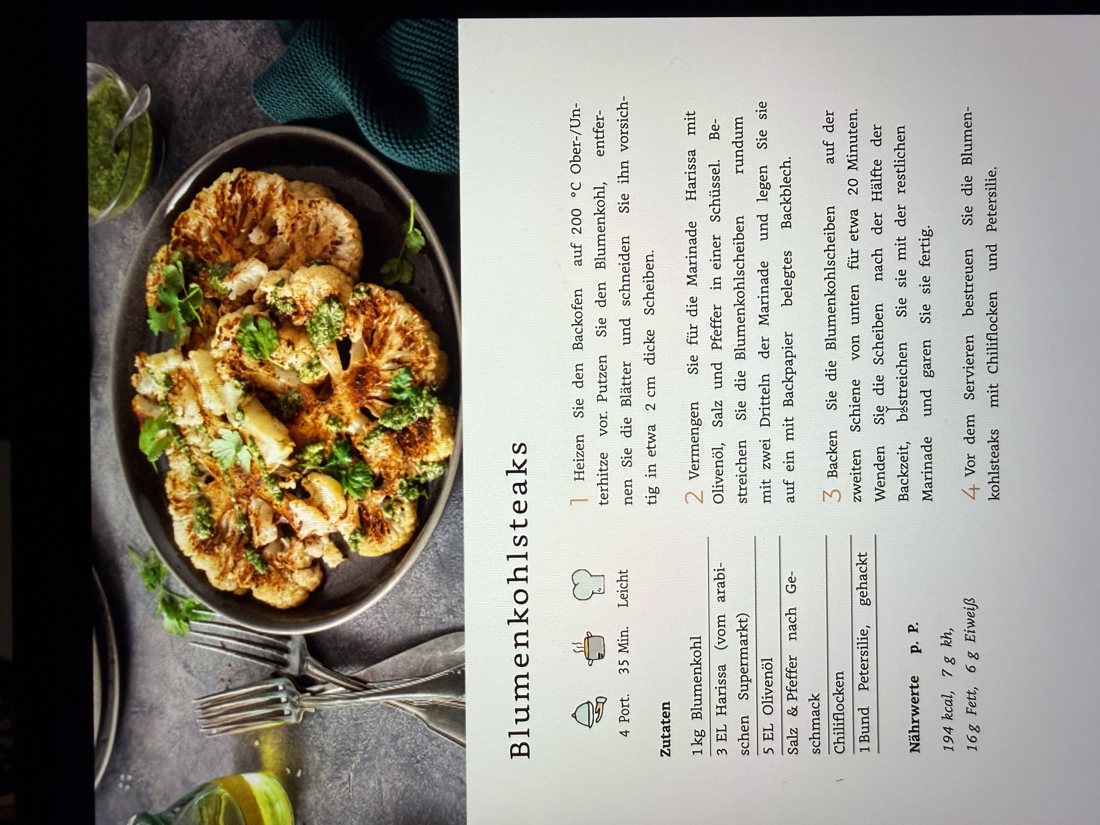 Blumenkohlsteaks
4 Port.
35 Min.
Leicht
Zutaten
1 kg Blumenkohl
3 EL Harissa (vom arabi-
schen Supermarkt)
5 EL Olivenöl
Salz & Pfeffer nach Ge-
schmack
Chiliflocken
1 Bund Petersilie, gehackt
Nährwerte p. P.
194 kcal, 7 g kh,
16 g Fett, 6 g Eiweiß
1 Heizen Sie den Backofen auf 200 °C Ober-/Un-
terhitze vor. Putzen Sie den Blumenkohl, entfer-
nen Sie die Blätter und schneiden Sie ihn vorsich-
tig in etwa 2 cm dicke Scheiben.
2 Vermengen Sie für die Marinade Harissa mit
Olivenöl, Salz und Pfeffer in einer Schüssel. Be-
streichen Sie die Blumenkohlscheiben rundum
mit zwei Dritteln der Marinade und legen Sie sie
auf ein mit Backpapier belegtes Backblech.
3 Backen Sie die Blumenkohlscheiben auf der
zweiten Schiene von unten für etwa 20 Minuten.
Wenden Sie die Scheiben nach der Hälfte der
Backzeit, bestreichen Sie sie mit der restlichen
Marinade und garen Sie sie fertig.
4 Vor dem Servieren bestreuen Sie die Blumen-
kohlsteaks mit Chiliflocken und Petersilie.